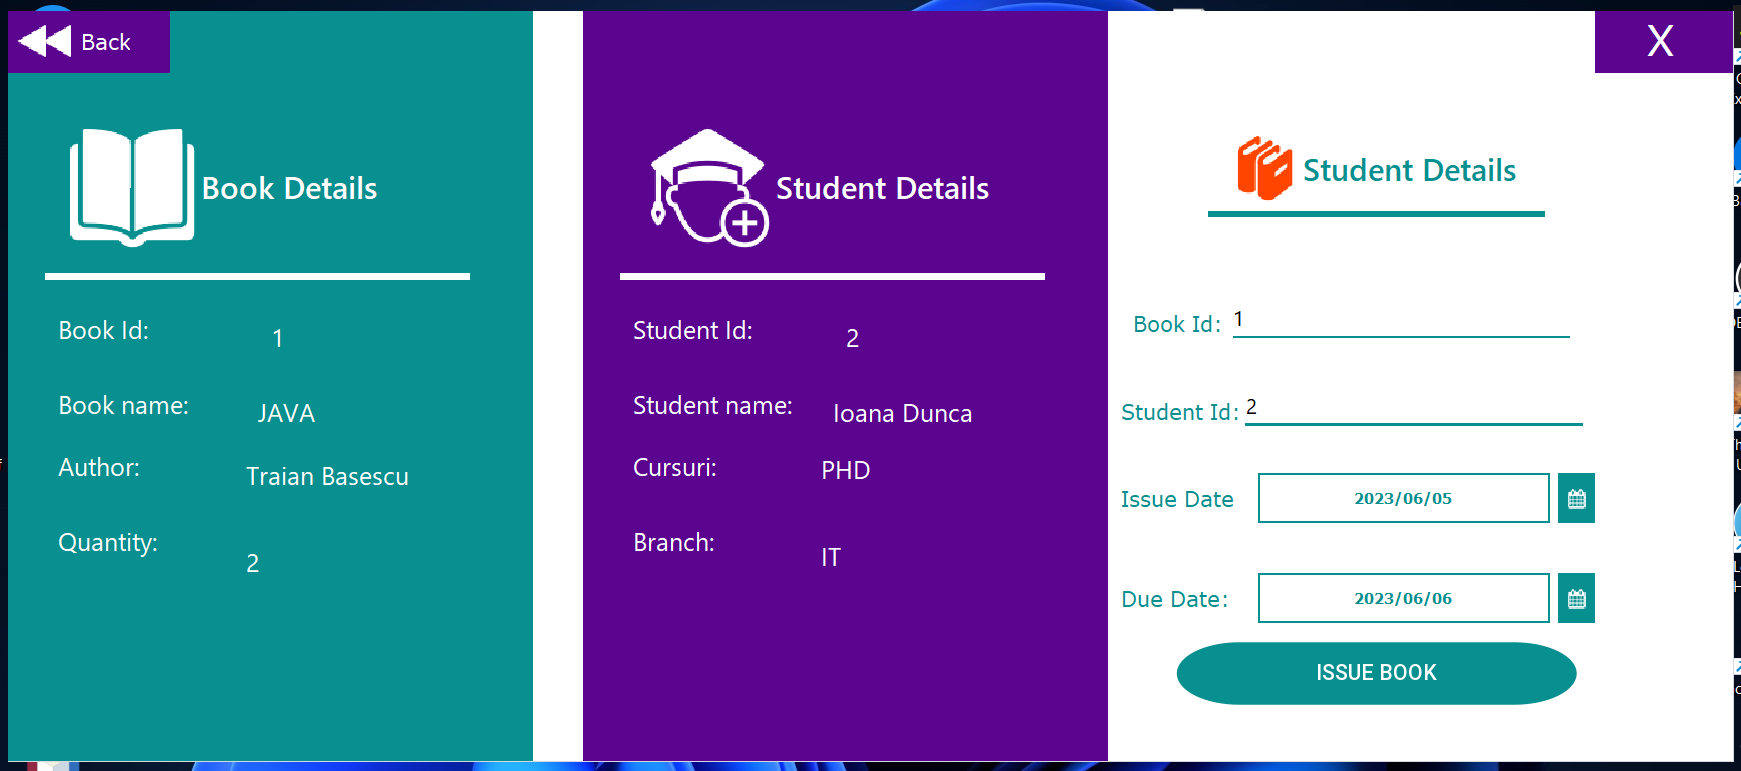 Back
X
Book Details
Book Id:
1
Book name:
JAVA
Author:
Traian Basescu
Quantity:
2
Student Details
Student Id:
2
Student name:
Ioana Dunca
Cursuri:
PHD
Branch:
IT
Student Details
Book Id: 1
Student Id: 2
Issue Date 2023/06/05
Due Date: 2023/06/06
ISSUE BOOK